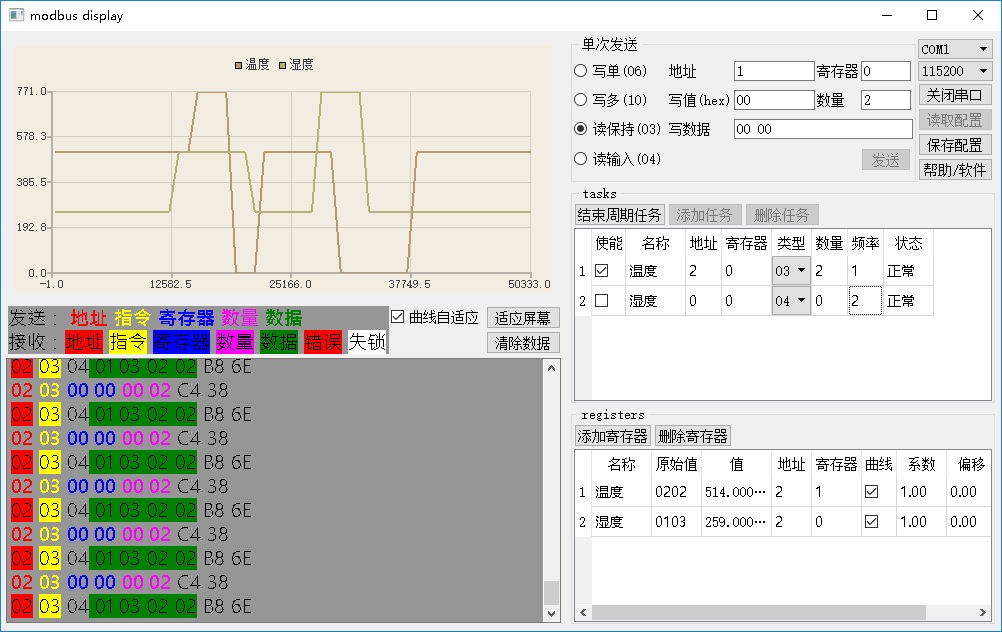 modbus display
温度 湿度
771.0
578.3
385.5
192.8
0.0
-1.0 12582.5 25166.0 37749.5 50333.0
发送： 地址 指令 寄存器 数量 数据
接收： 地址 指令 寄存器 数量 数据 错误 失锁
曲线自适应 适应屏幕
清除数据
02 03 04 01 03 02 02 B8 6E
02 03 00 00 00 02 C4 38
02 03 04 01 03 02 02 B8 6E
02 03 00 00 00 02 C4 38
02 03 04 01 03 02 02 B8 6E
02 03 00 00 00 02 C4 38
02 03 04 01 03 02 02 B8 6E
02 03 00 00 00 02 C4 38
02 03 04 01 03 02 02 B8 6E
02 03 00 00 00 02 C4 38
02 03 04 01 03 02 02 B8 6E
单次发送
写单(06) 地址 1 寄存器 0
写多(10) 写值(hex) 00 数量 2
读保持(03) 写数据 00 00
读输入(04) 发送
COM1
115200
关闭串口
读取配置
保存配置
帮助/软件
tasks
结束周期任务 添加任务 删除任务
使能 名称 地址 寄存器 类型 数量 频率 状态
1 温度 2 0 03 2 1 正常
2 湿度 0 0 04 0 2 正常
registers
添加寄存器 删除寄存器
名称 原始值 值 地址 寄存器 曲线 系数 偏移
1 温度 0202 514.000… 2 1 1.00 0.00
2 湿度 0103 259.000… 2 0 1.00 0.00